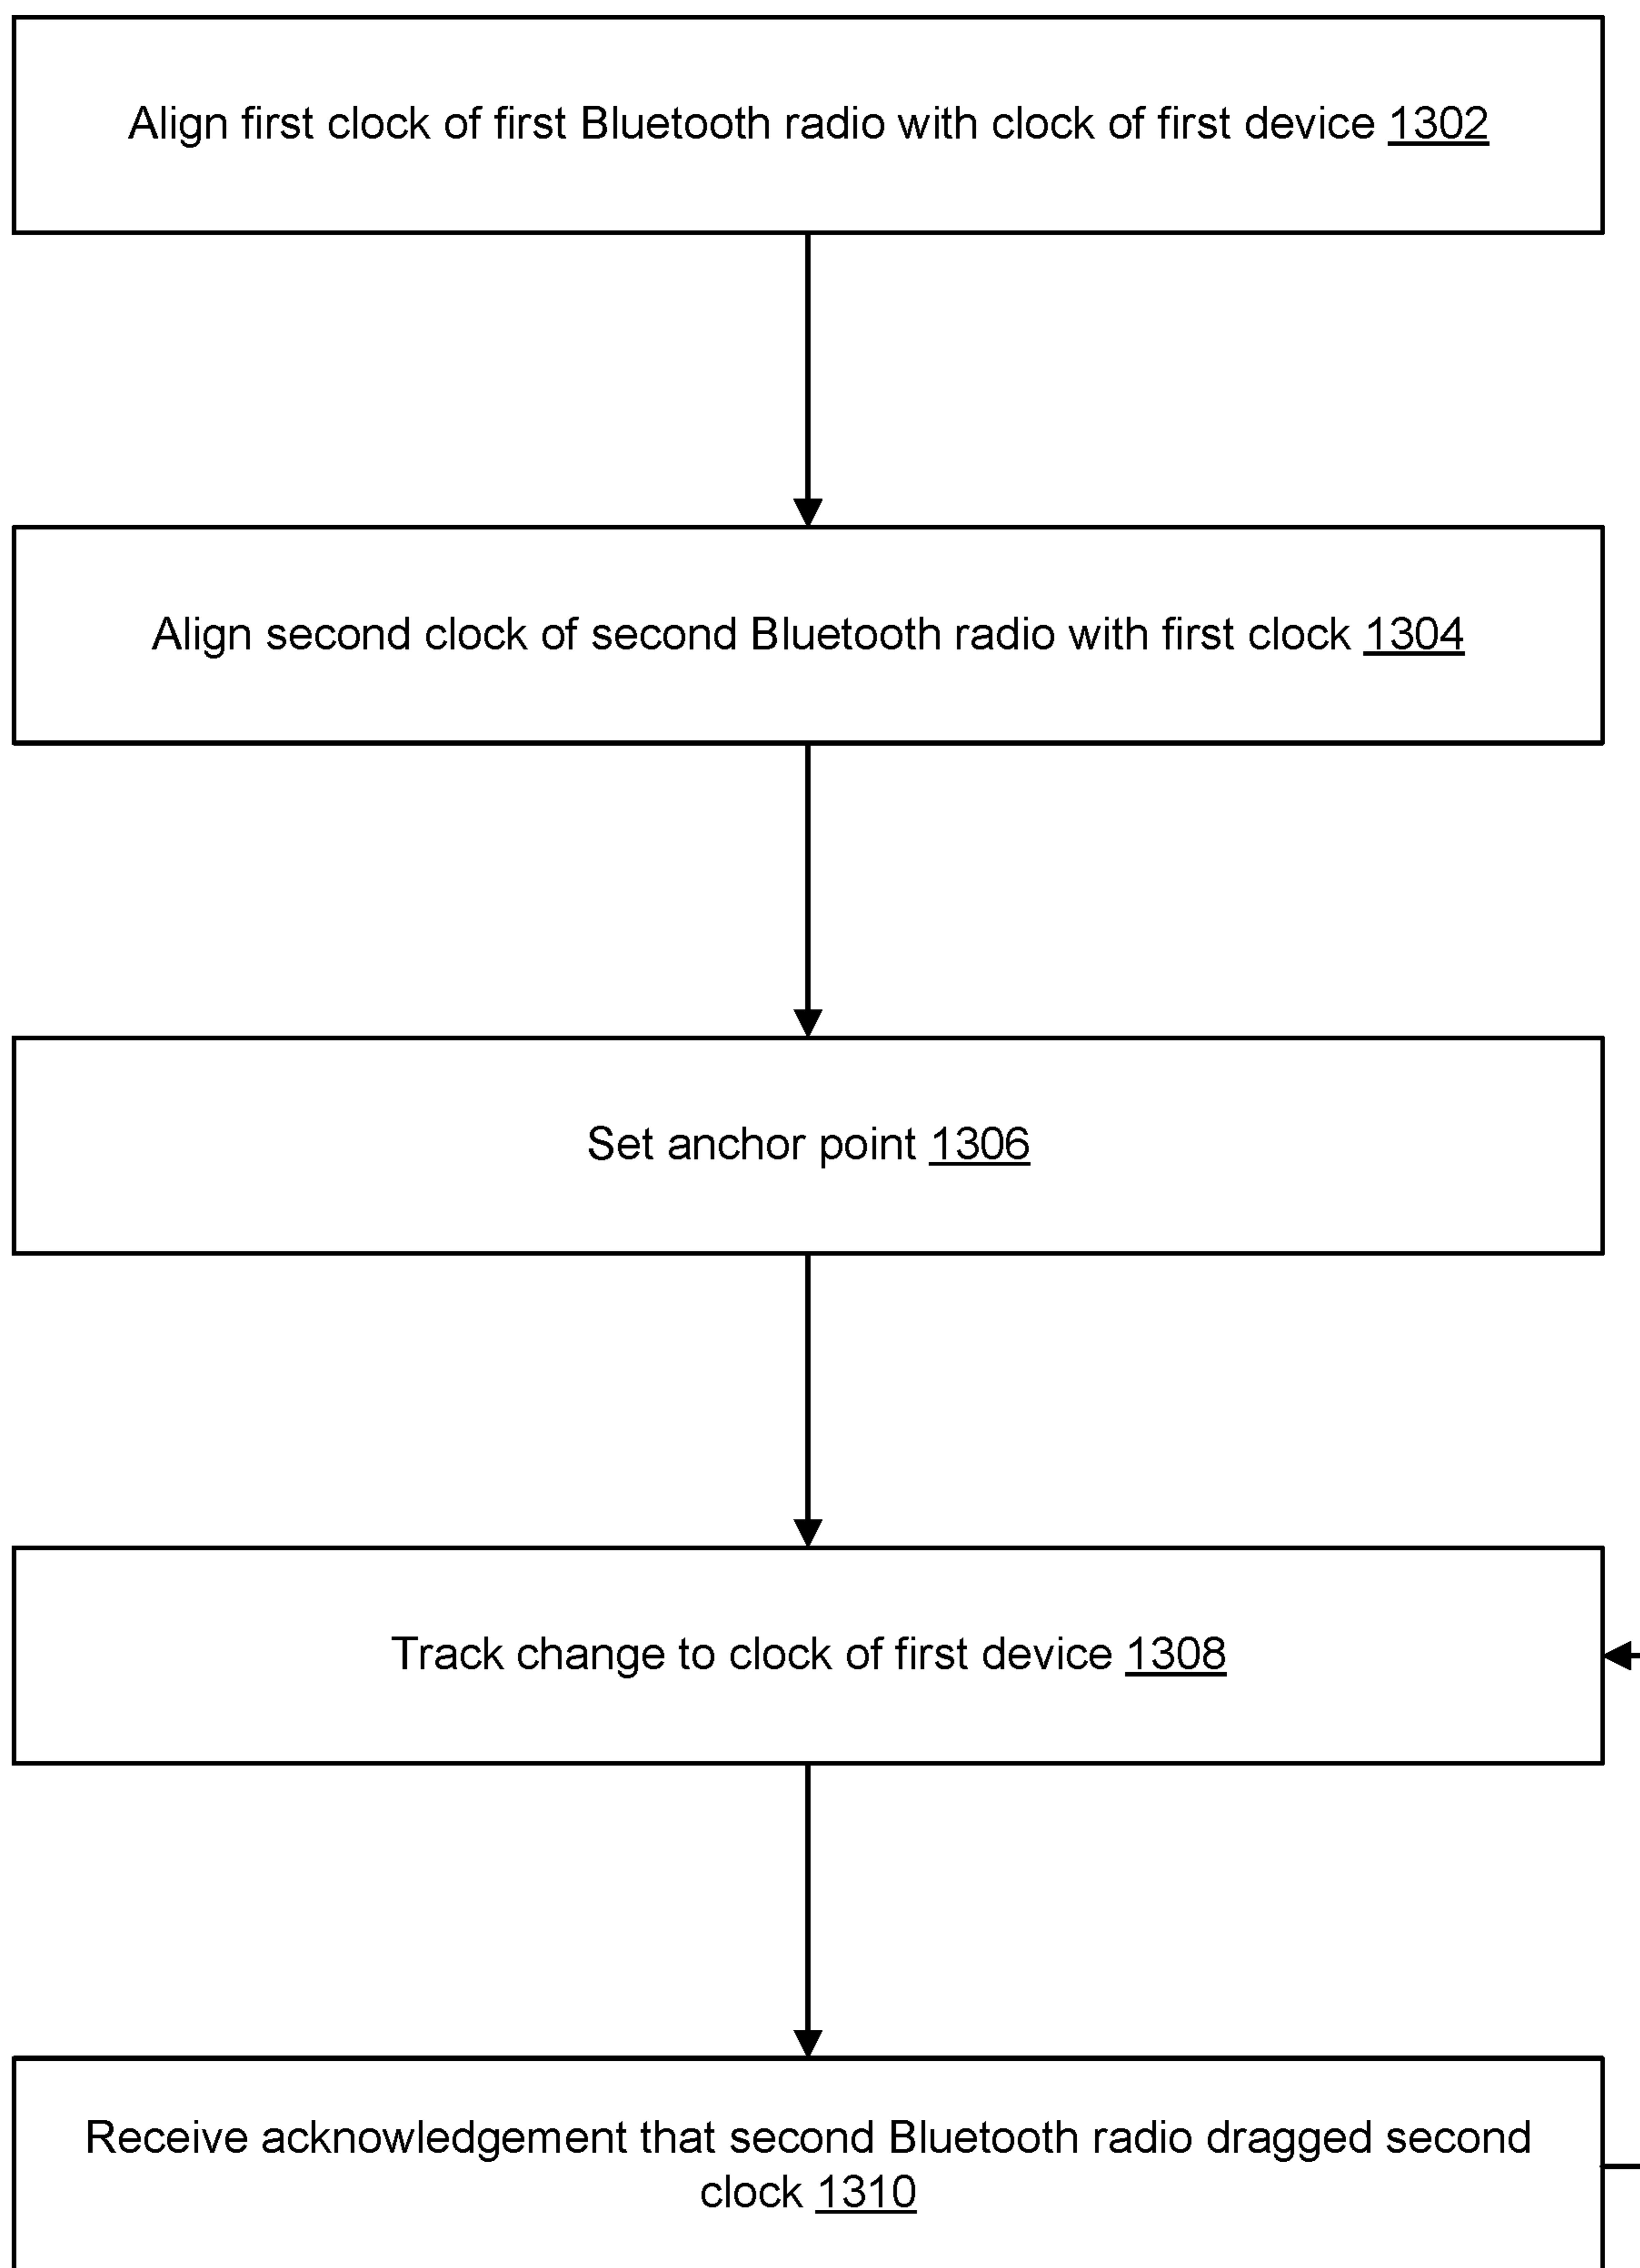 Align first clock of first Bluetooth radio with clock of first device 1302
Align second clock of second Bluetooth radio with first clock 1304
Set anchor point 1306
Track change to clock of first device 1308
Receive acknowledgement that second Bluetooth radio dragged second
clock 1310